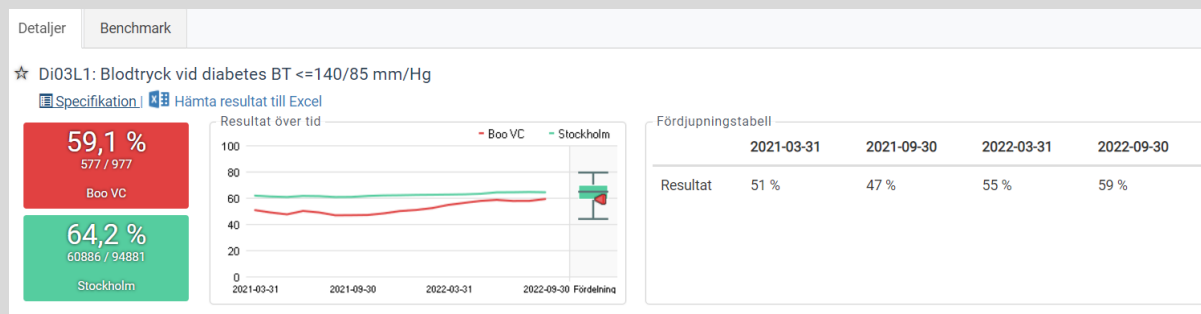 Detaljer Benchmark
☆ Di03L1: Blodtryck vid diabetes BT <=140/85 mm/Hg
Specifikation | Hämta resultat till Excel
59,1 %
577 / 977
Boo VC
64,2 %
60886 / 94881
Stockholm
Resultat över tid
Boo VC Stockholm
100
80
60
40
20
0
2021-03-31 2021-09-30 2022-03-31 2022-09-30 Fördelning
Fördjupningstabell
2021-03-31 2021-09-30 2022-03-31 2022-09-30
Resultat 51 % 47 % 55 % 59 %